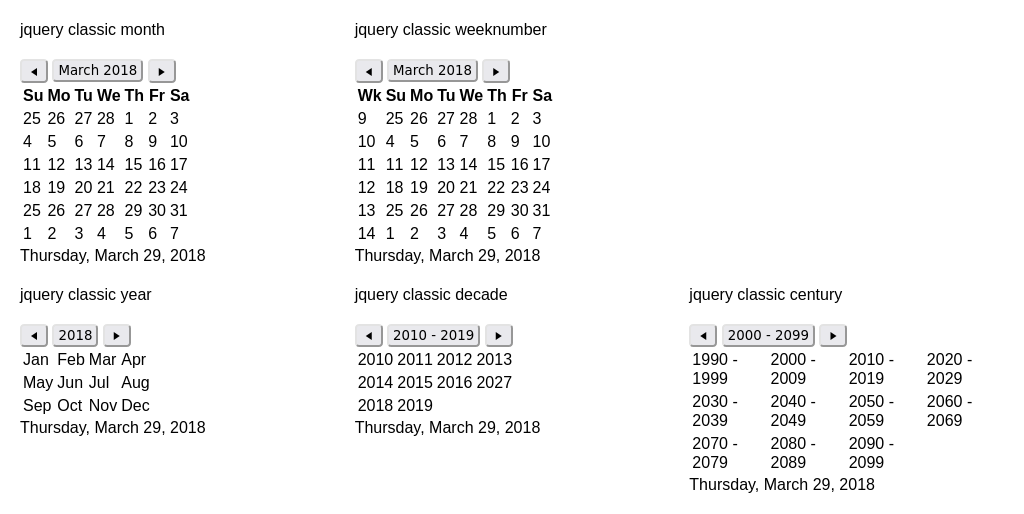 jquery classic month
◄ March 2018 ►
Su Mo Tu We Th Fr Sa
25 26 27 28 1 2 3
4 5 6 7 8 9 10
11 12 13 14 15 16 17
18 19 20 21 22 23 24
25 26 27 28 29 30 31
1 2 3 4 5 6 7
Thursday, March 29, 2018
jquery classic weeknumber
◄ March 2018 ►
Wk Su Mo Tu We Th Fr Sa
9 25 26 27 28 1 2 3
10 4 5 6 7 8 9 10
11 11 12 13 14 15 16 17
12 18 19 20 21 22 23 24
13 25 26 27 28 29 30 31
14 1 2 3 4 5 6 7
Thursday, March 29, 2018
jquery classic year
◄ 2018 ►
Jan Feb Mar Apr
May Jun Jul Aug
Sep Oct Nov Dec
Thursday, March 29, 2018
jquery classic decade
◄ 2010 - 2019 ►
2010 2011 2012 2013
2014 2015 2016 2027
2018 2019
Thursday, March 29, 2018
jquery classic century
◄ 2000 - 2099 ►
1990 - 2000 - 2010 - 2020 -
1999 2009 2019 2029
2030 - 2040 - 2050 - 2060 -
2039 2049 2059 2069
2070 - 2080 - 2090 -
2079 2089 2099
Thursday, March 29, 2018